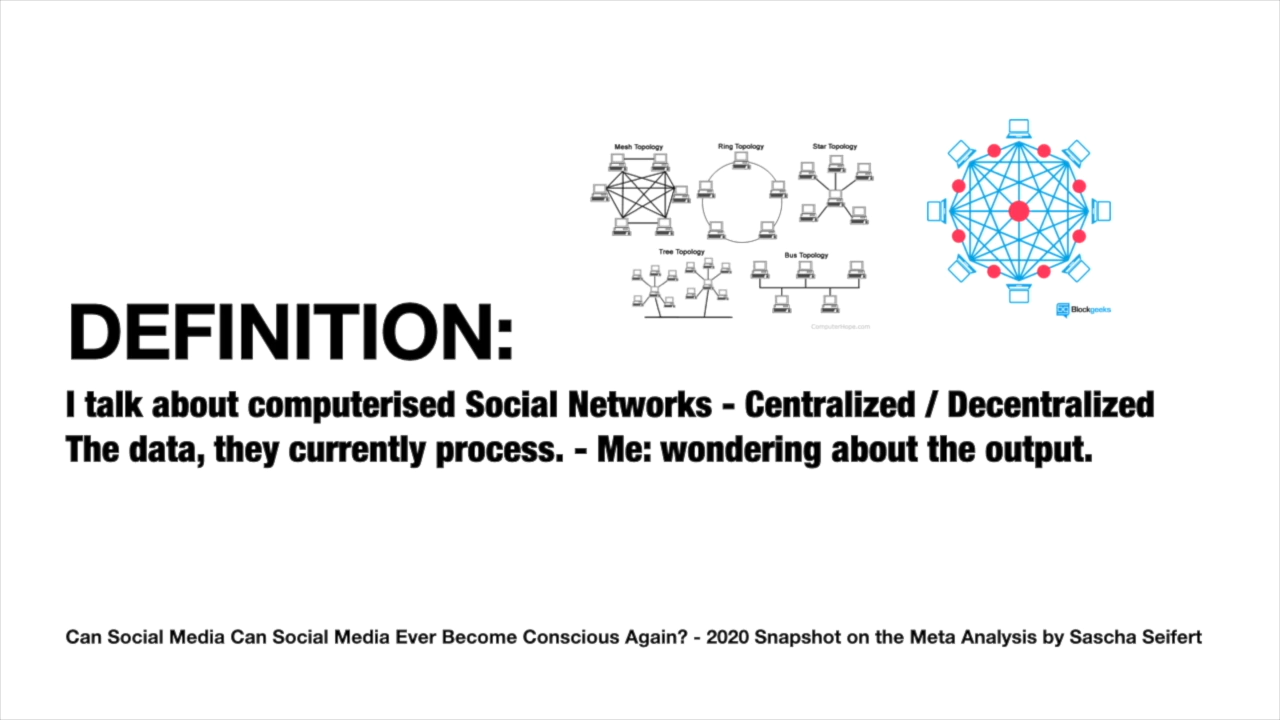 Mesh Topology
Ring Topology
Star Topology
Tree Topology
Bus Topology
ComputerHope.com
Blockgeeks
DEFINITION:
I talk about computerised Social Networks - Centralized / Decentralized
The data, they currently process. - Me: wondering about the output.
Can Social Media Can Social Media Ever Become Conscious Again? - 2020 Snapshot on the Meta Analysis by Sascha Seifert